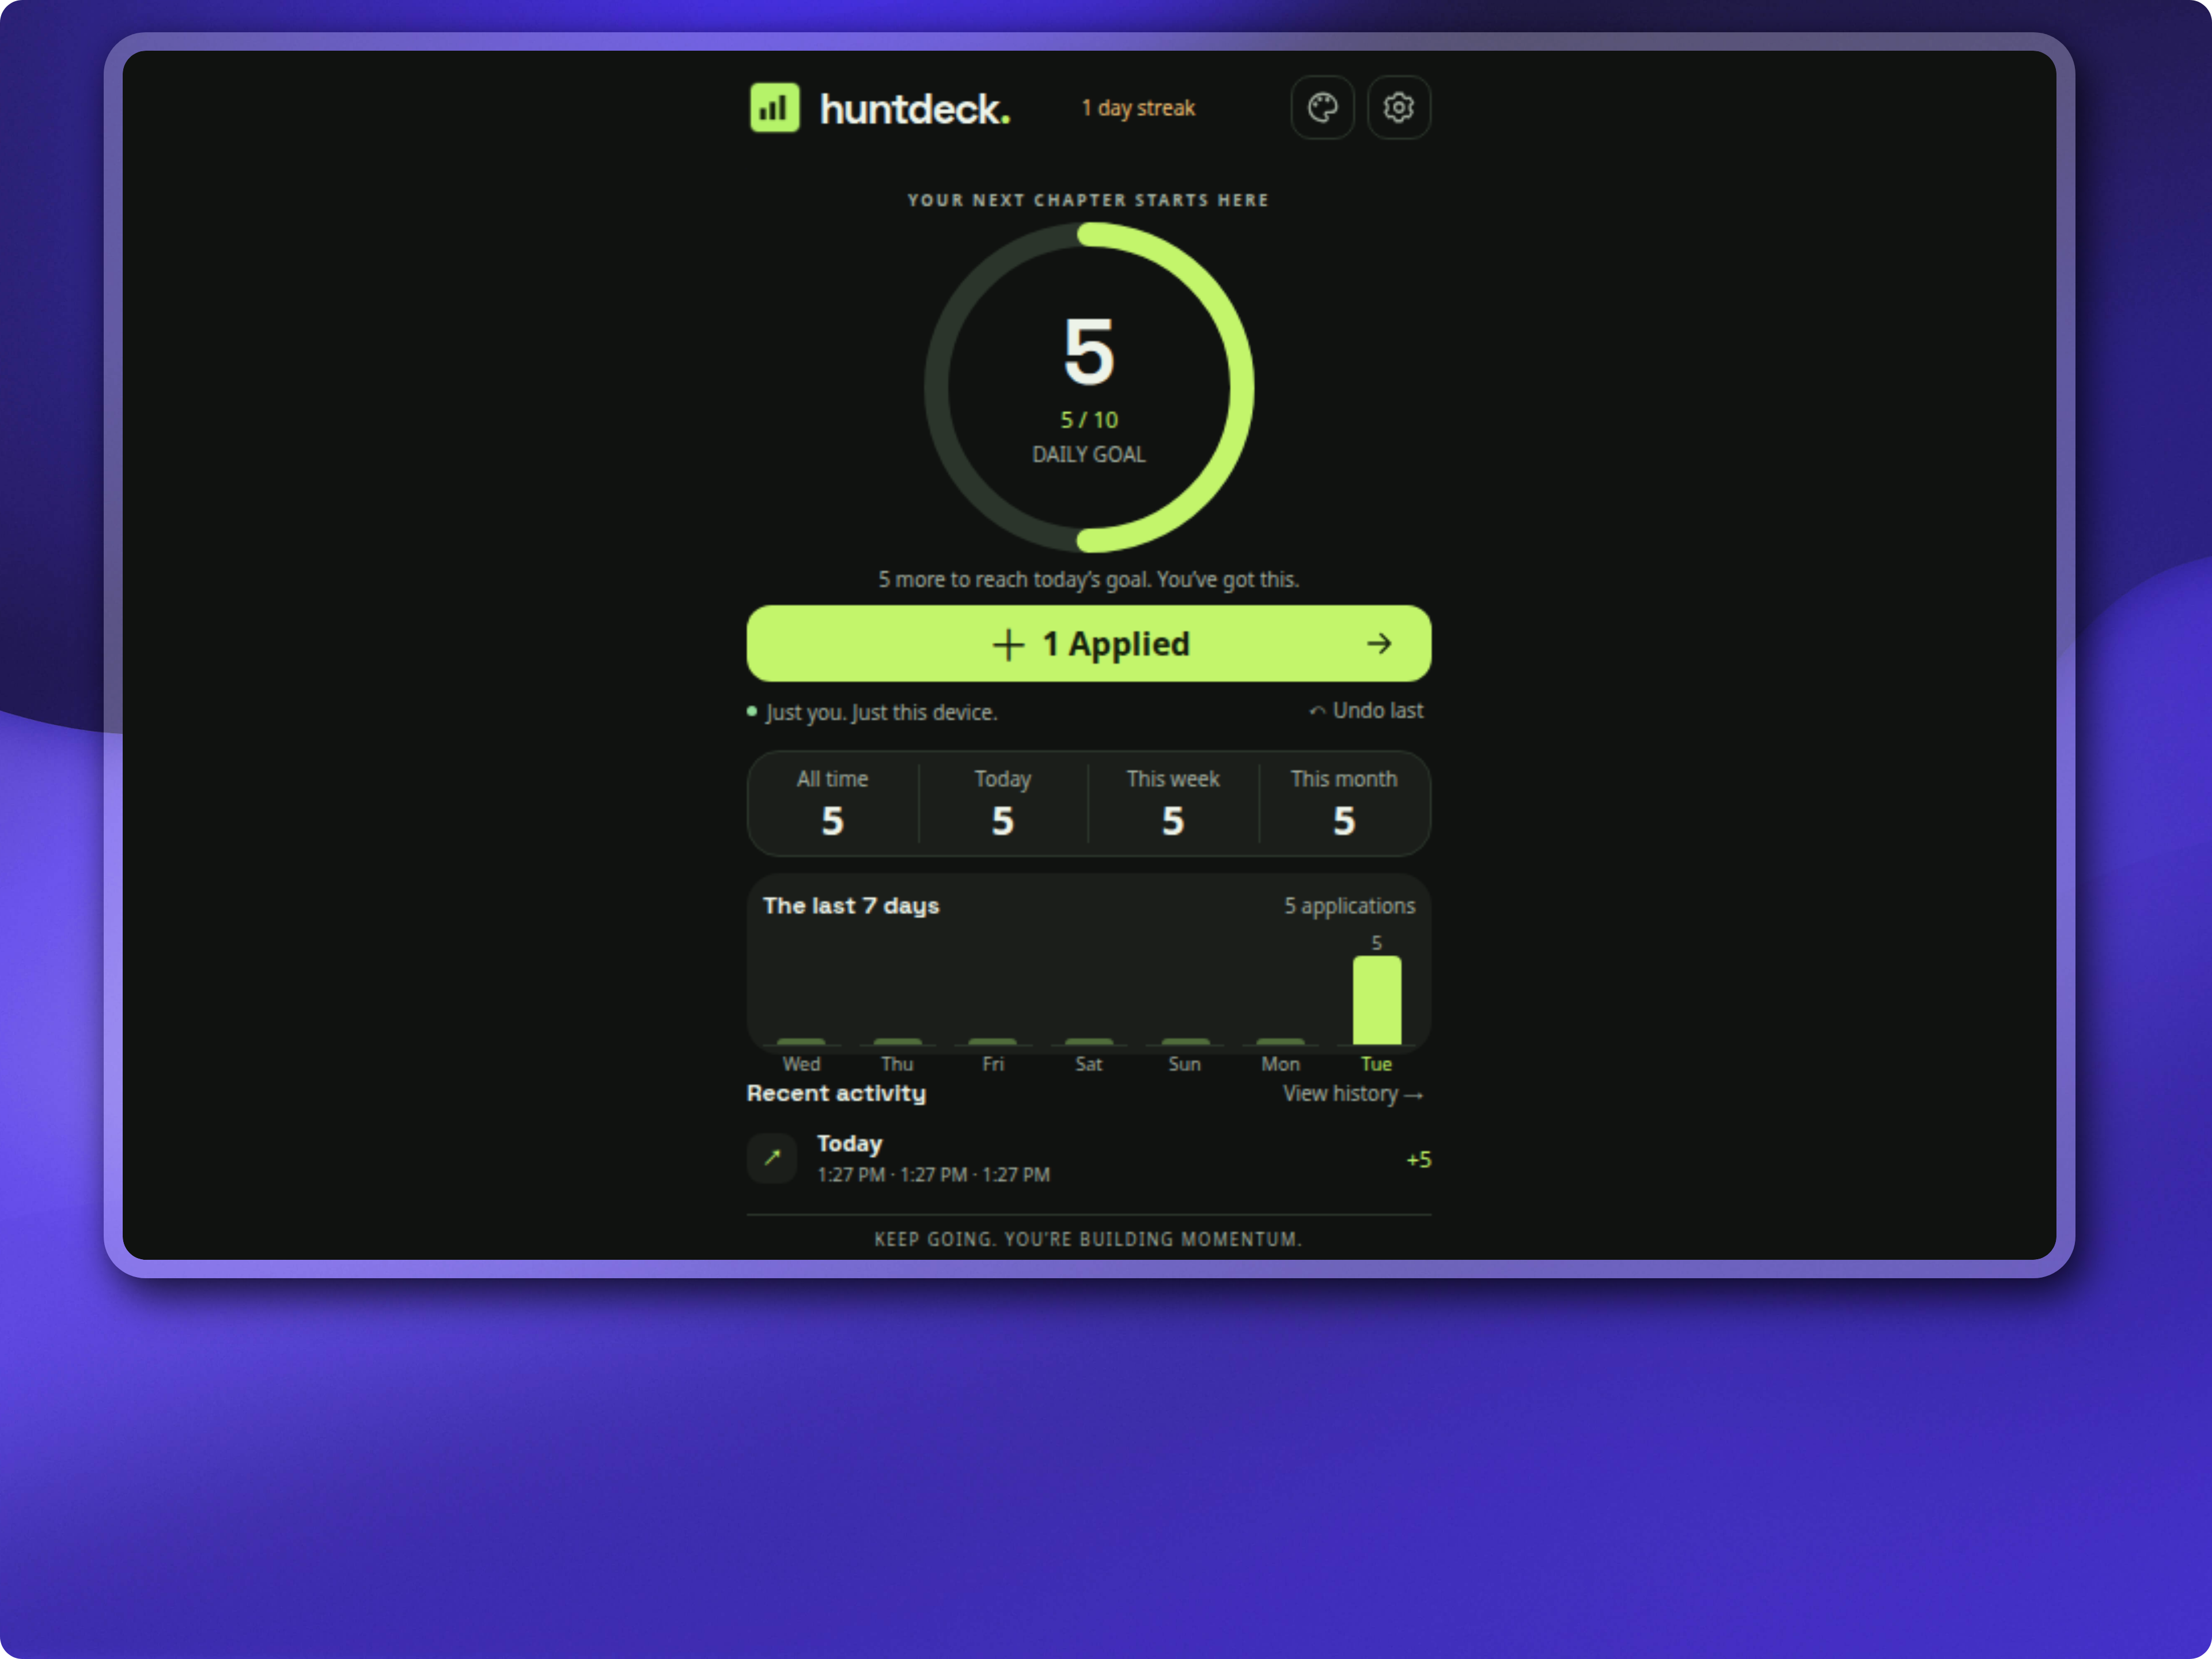 huntdeck.
1 day streak
YOUR NEXT CHAPTER STARTS HERE
5
5 / 10
DAILY GOAL
5 more to reach today’s goal. You’ve got this.
+ 1 Applied →
Just you. Just this device.
↶ Undo last
All time Today This week This month
5 5 5 5
The last 7 days 5 applications
5
Wed Thu Fri Sat Sun Mon Tue
Recent activity View history →
Today
1:27 PM · 1:27 PM · 1:27 PM
+5
KEEP GOING. YOU’RE BUILDING MOMENTUM.